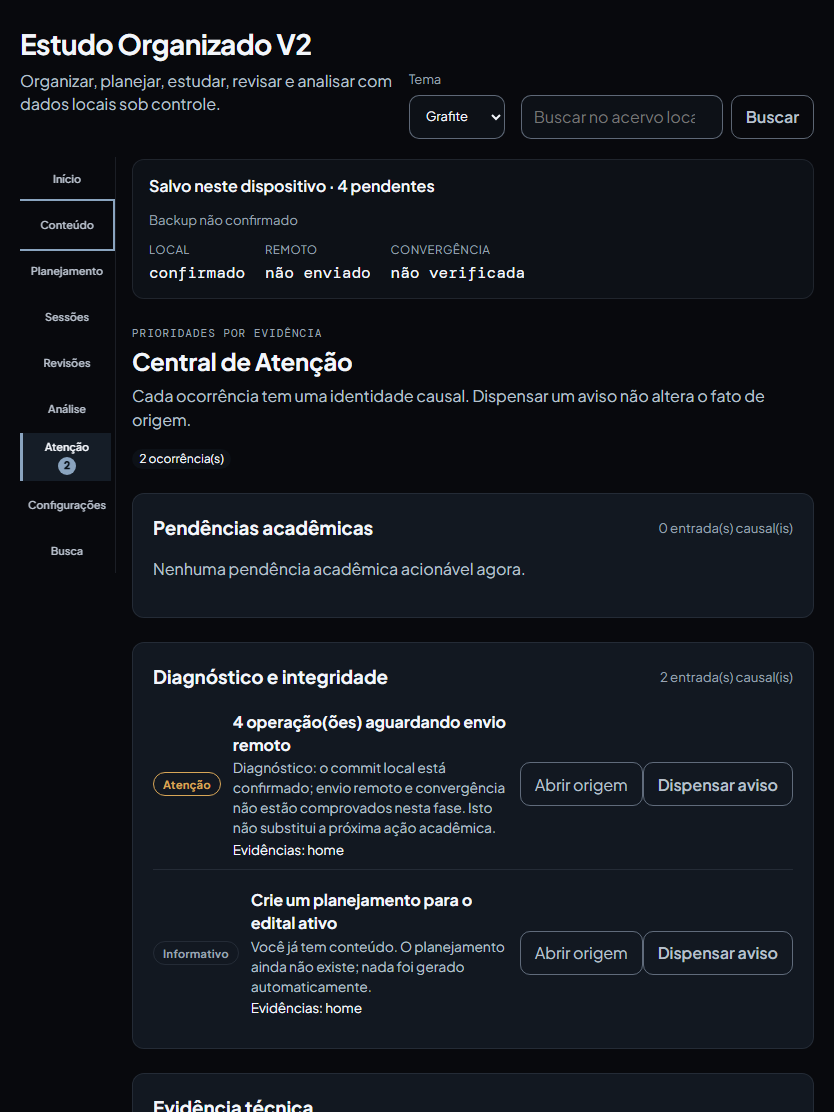 Estudo Organizado V2
Organizar, planejar, estudar, revisar e analisar com
dados locais sob controle.
Tema
Grafite
Buscar no acervo loca
Buscar
Início
Conteúdo
Planejamento
Sessões
Revisões
Análise
Atenção
2
Configurações
Busca
Salvo neste dispositivo · 4 pendentes
Backup não confirmado
LOCAL
confirmado
REMOTO
não enviado
CONVERGÊNCIA
não verificada
PRIORIDADES POR EVIDÊNCIA
Central de Atenção
Cada ocorrência tem uma identidade causal. Dispensar um aviso não altera o fato de
origem.
2 ocorrência(s)
Pendências acadêmicas
0 entrada(s) causal(is)
Nenhuma pendência acadêmica acionável agora.
Diagnóstico e integridade
2 entrada(s) causal(is)
Atenção
4 operação(ões) aguardando envio
remoto
Diagnóstico: o commit local está
confirmado; envio remoto e convergência
não estão comprovados nesta fase. Isto
não substitui a próxima ação acadêmica.
Evidências: home
Abrir origem
Dispensar aviso
Informativo
Crie um planejamento para o
edital ativo
Você já tem conteúdo. O planejamento
ainda não existe; nada foi gerado
automaticamente.
Evidências: home
Abrir origem
Dispensar aviso
Evidência técnica